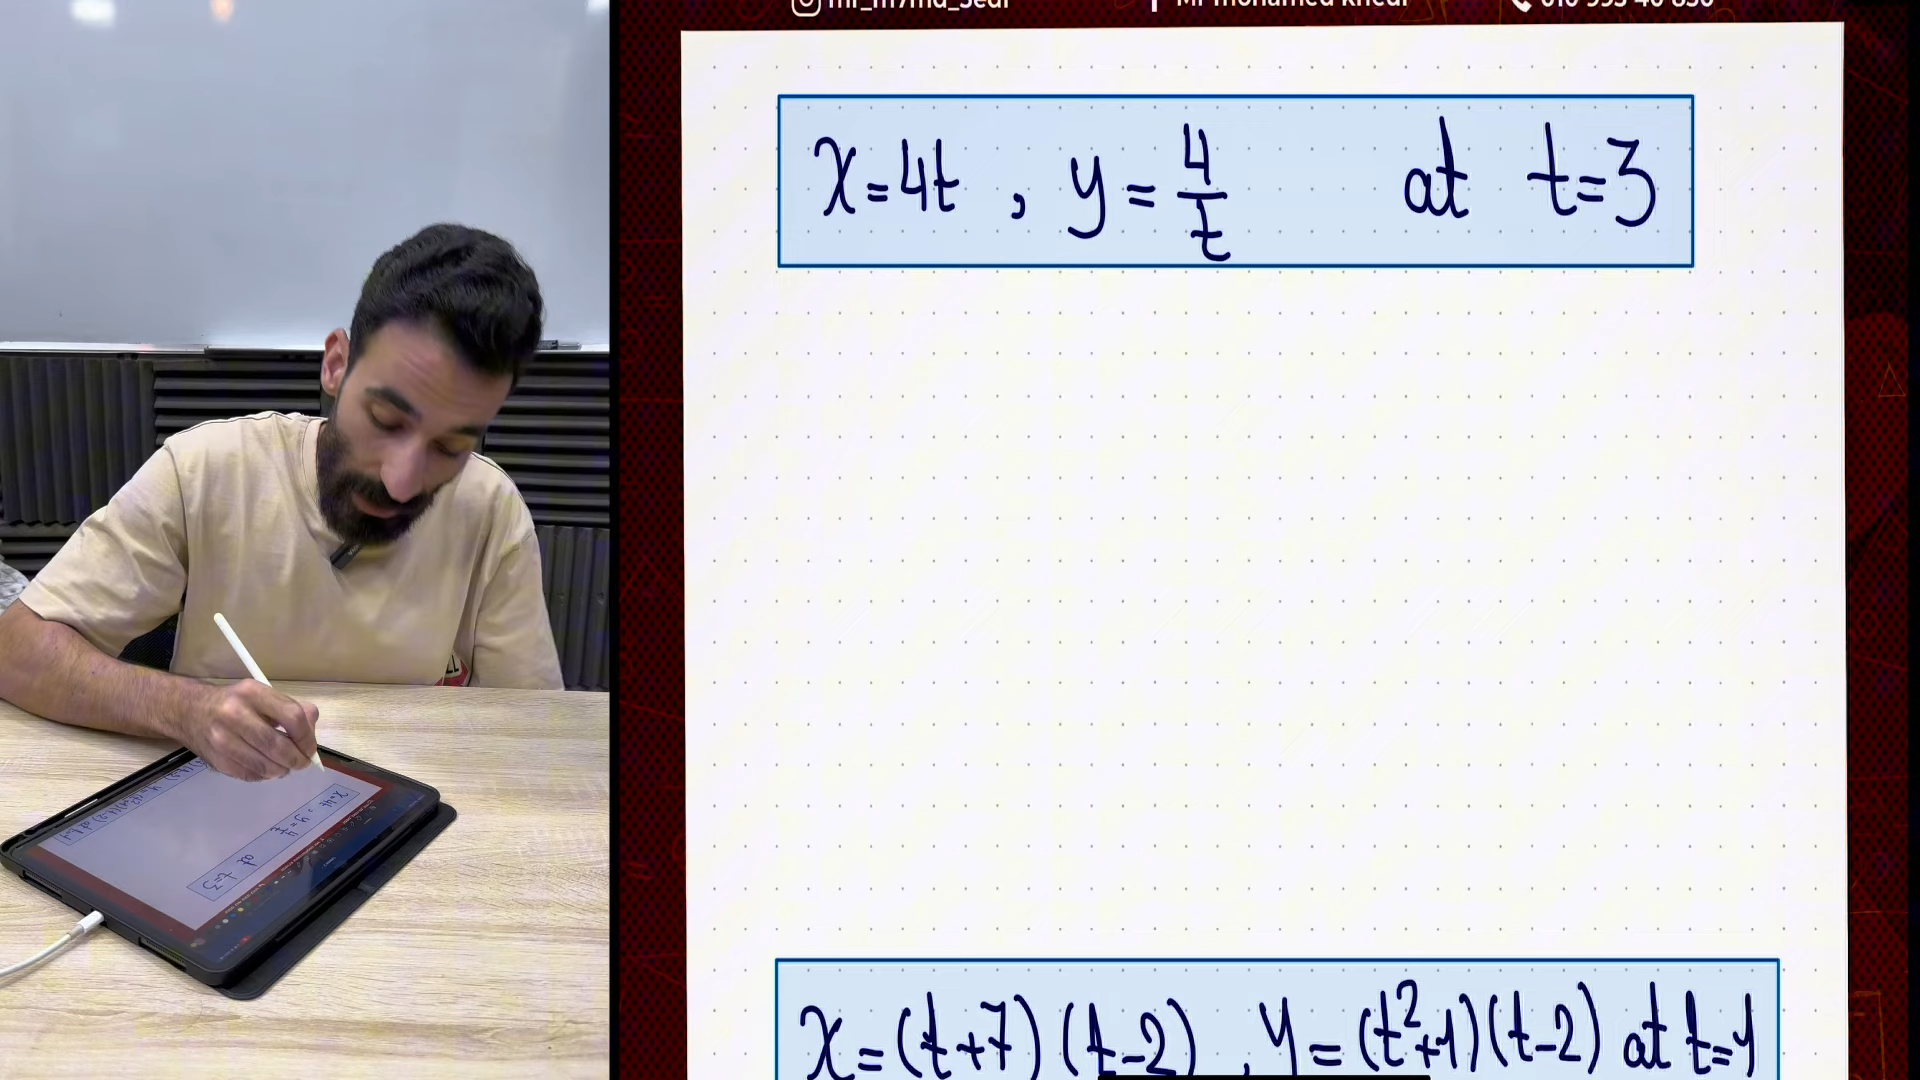 x=4t , y=4/t at t=3
x=(t+7)(t-2) , y=(t²+1)(t-2) at t=1